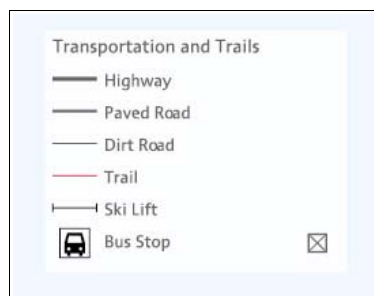 Transportation and Trails
Highway
Paved Road
Dirt Road
Trail
Ski Lift
Bus Stop